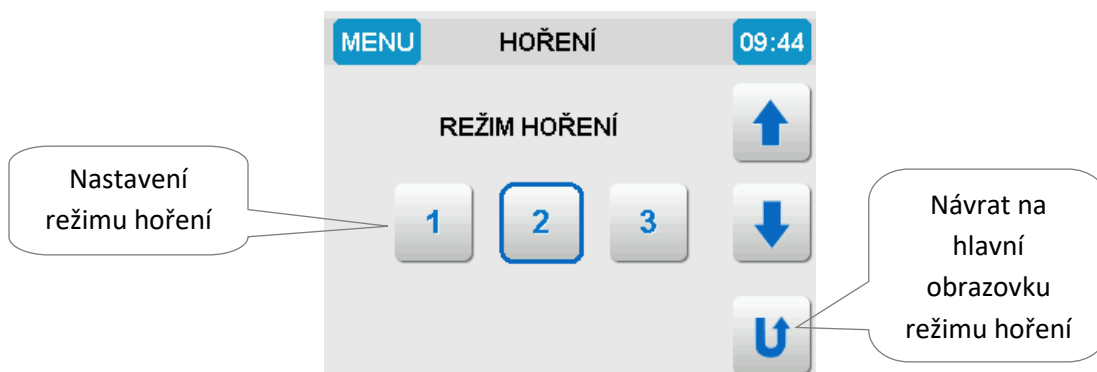 MENU HOŘENÍ 09:44
REŽIM HOŘENÍ
Nastavení
režimu hoření
1 2 3
Návrat na
hlavní
obrazovku
režimu hoření